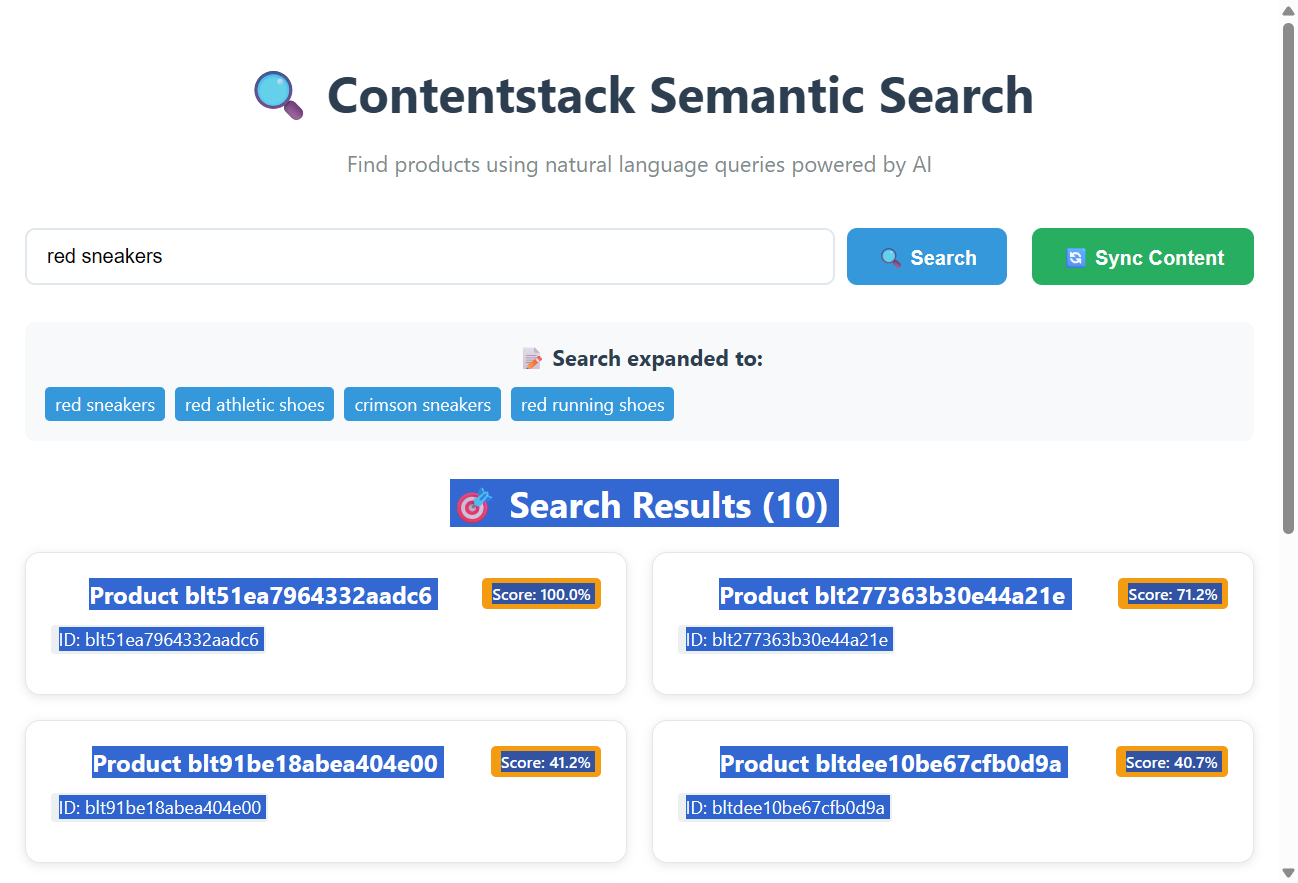 Contentstack Semantic Search
Find products using natural language queries powered by AI
red sneakers
Search
Sync Content
Search expanded to:
red sneakers red athletic shoes crimson sneakers red running shoes
Search Results (10)
Product blt51ea7964332aadc6 Score: 100.0%
ID: blt51ea7964332aadc6
Product blt277363b30e44a21e Score: 71.2%
ID: blt277363b30e44a21e
Product blt91be18abea404e00 Score: 41.2%
ID: blt91be18abea404e00
Product bltdee10be67cfb0d9a Score: 40.7%
ID: bltdee10be67cfb0d9a